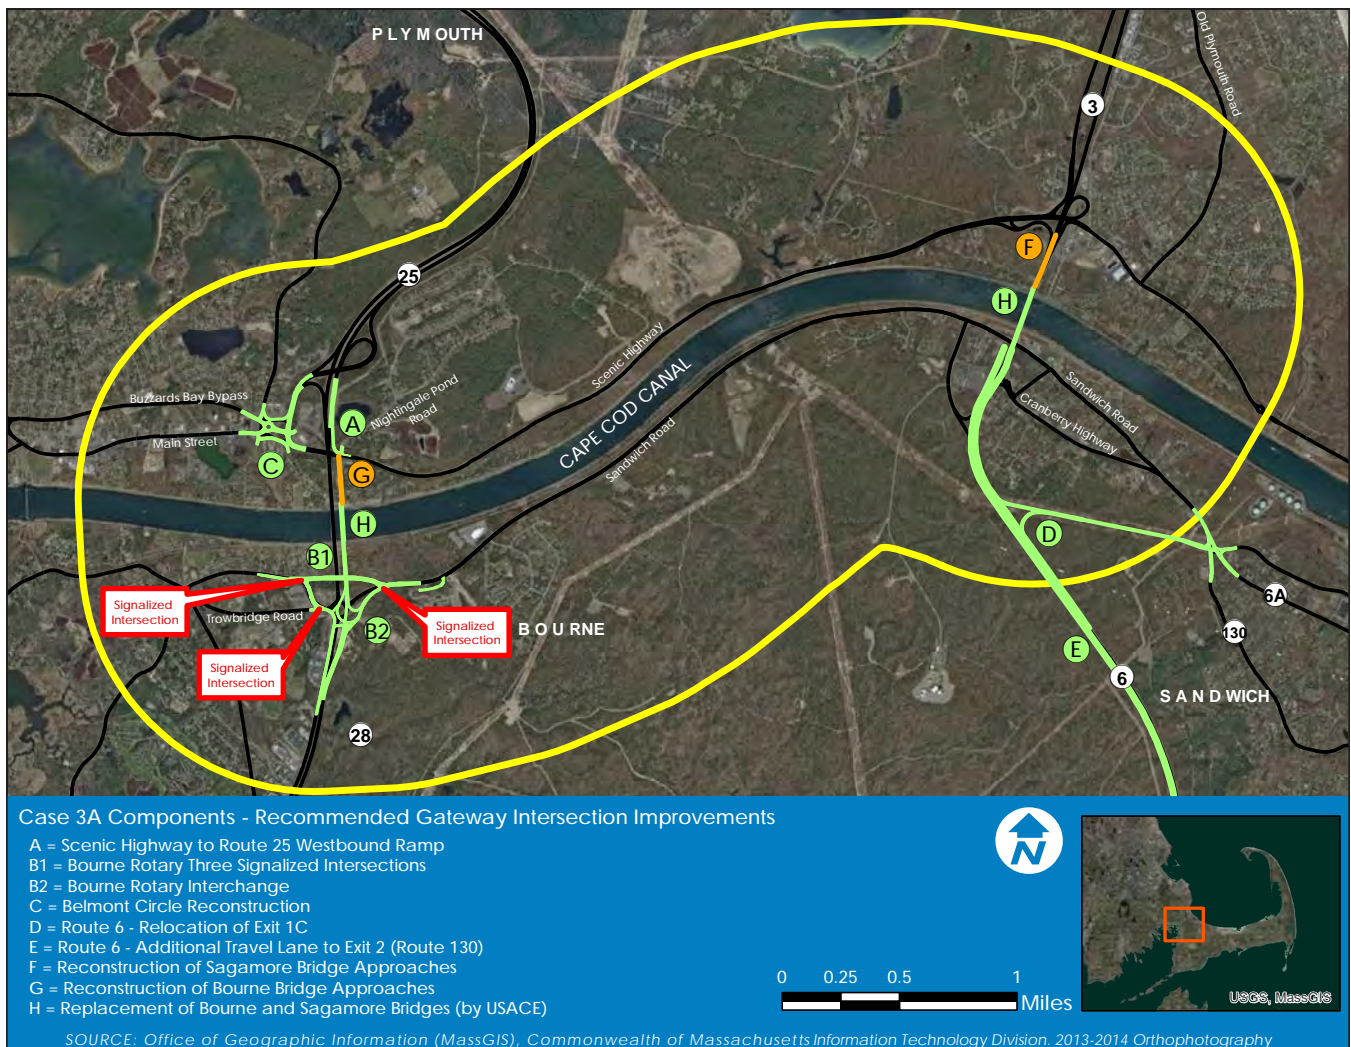 PLYMOUTH
Old Plymouth Road
3
F
25
H
Scenic Highway
CAPE COD CANAL
Sandwich Road
Nightingale Pond
Road
Buzzards Bay Bypass
Main Street
A
C
G
H
Sandwich Road
Cranberry Highway
D
B1
Signalized
Intersection
Trowbridge Road
B2
Signalized
Intersection
BOURNE
Signalized
Intersection
6A
130
E
6
SANDWICH
28
Case 3A Components - Recommended Gateway Intersection Improvements
A = Scenic Highway to Route 25 Westbound Ramp
B1 = Bourne Rotary Three Signalized Intersections
B2 = Bourne Rotary Interchange
C = Belmont Circle Reconstruction
D = Route 6 - Relocation of Exit 1C
E = Route 6 - Additional Travel Lane to Exit 2 (Route 130)
F = Reconstruction of Sagamore Bridge Approaches
G = Reconstruction of Bourne Bridge Approaches
H = Replacement of Bourne and Sagamore Bridges (by USACE)
N
0 0.25 0.5 1
Miles
USGS, MassGIS
SOURCE: Office of Geographic Information (MassGIS), Commonwealth of Massachusetts Information Technology Division. 2013-2014 Orthophotography